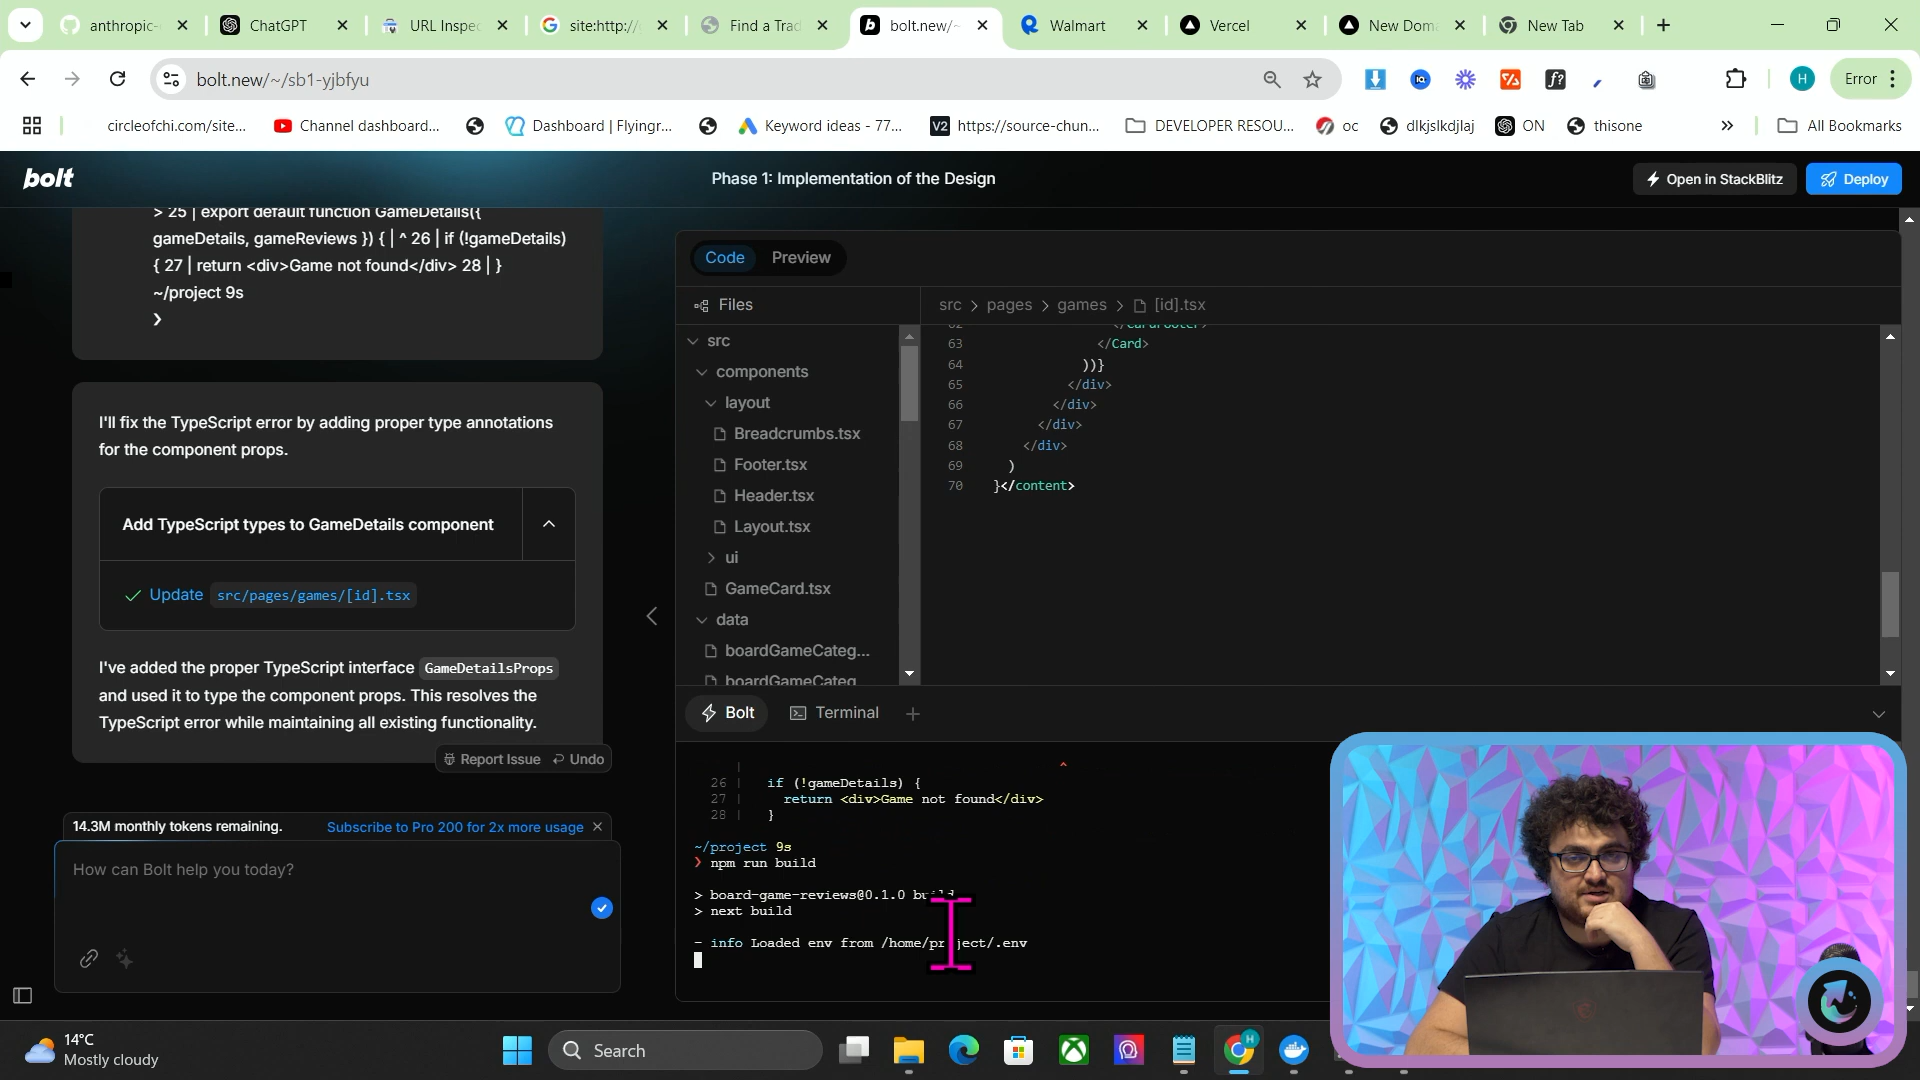 anthropic-
ChatGPT
URL Inspec
site:http://
Find a Trad
bolt.new/~
Walmart
Vercel
New Dom
New Tab
bolt.new/~/sb1-yjbfyu
H
Error
circleofchi.com/site...
Channel dashboard...
Dashboard | Flyingr...
Keyword ideas - 77...
V2
https://source-chun...
DEVELOPER RESOU...
oc
dlkjslkdjlaj
ON
thisone
All Bookmarks
bolt
Phase 1: Implementation of the Design
Open in StackBlitz
Deploy
> 25 | export default function GameDetails({
gameDetails, gameReviews }) { | ^ 26 | if (!gameDetails)
{ 27 | return <div>Game not found</div> 28 | }
~/project 9s
❯
I'll fix the TypeScript error by adding proper type annotations
for the component props.
Add TypeScript types to GameDetails component
Update src/pages/games/[id].tsx
I've added the proper TypeScript interface GameDetailsProps
and used it to type the component props. This resolves the
TypeScript error while maintaining all existing functionality.
Report Issue
Undo
14.3M monthly tokens remaining.
Subscribe to Pro 200 for 2x more usage
How can Bolt help you today?
Code
Preview
Files
src > pages > games > [id].tsx
src
components
layout
Breadcrumbs.tsx
Footer.tsx
Header.tsx
Layout.tsx
ui
GameCard.tsx
data
boardGameCateg...
boardGameCateg
62 </CardFooter>
63 </Card>
64 ))}
65 </div>
66 </div>
67 </div>
68 </div>
69 )
70 }</content>
Bolt
Terminal
^
26 | if (!gameDetails) {
27 | return <div>Game not found</div>
28 | }
~/project 9s
❯ npm run build
> board-game-reviews@0.1.0 build
> next build
- info Loaded env from /home/project/.env
14°C
Mostly cloudy
Search
H